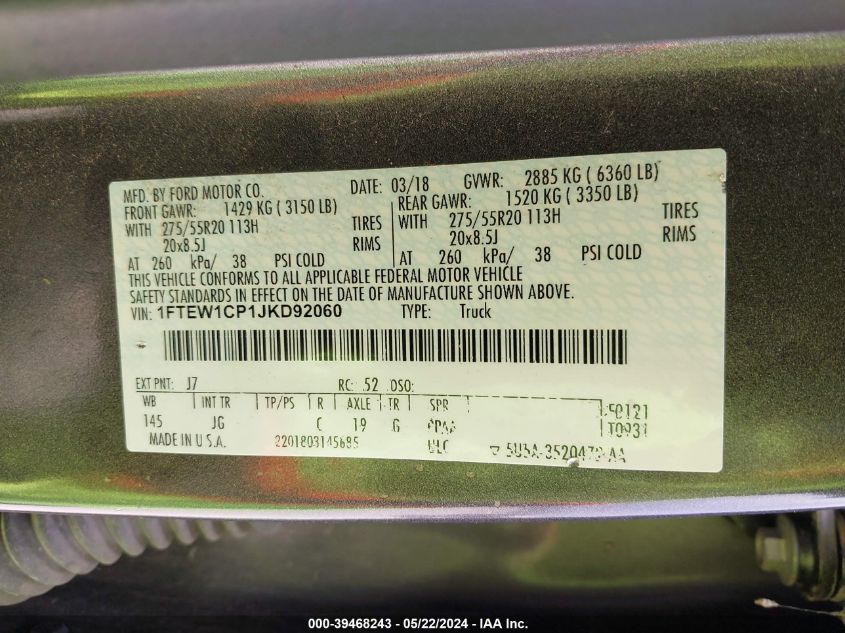 MFD. BY FORD MOTOR CO. DATE: 03/18 GVWR: 2885 KG ( 6360 LB)
FRONT GAWR: 1429 KG ( 3150 LB) REAR GAWR: 1520 KG ( 3350 LB)
WITH 275/55R20 113H TIRES WITH 275/55R20 113H TIRES
20x8.5J RIMS 20x8.5J RIMS
AT 260 kPa/ 38 PSI COLD AT 260 kPa/ 38 PSI COLD
THIS VEHICLE CONFORMS TO ALL APPLICABLE FEDERAL MOTOR VEHICLE
SAFETY STANDARDS IN EFFECT ON THE DATE OF MANUFACTURE SHOWN ABOVE.
VIN: 1FTEW1CP1JKD92060 TYPE: Truck
EXT PNT: J7 RC: 52 DSO:
WB INT TR TP/PS R AXLE TR SPR
145 JG C 19 G
MADE IN U.S.A.
000-39468243 - 05/22/2024 - IAA Inc.